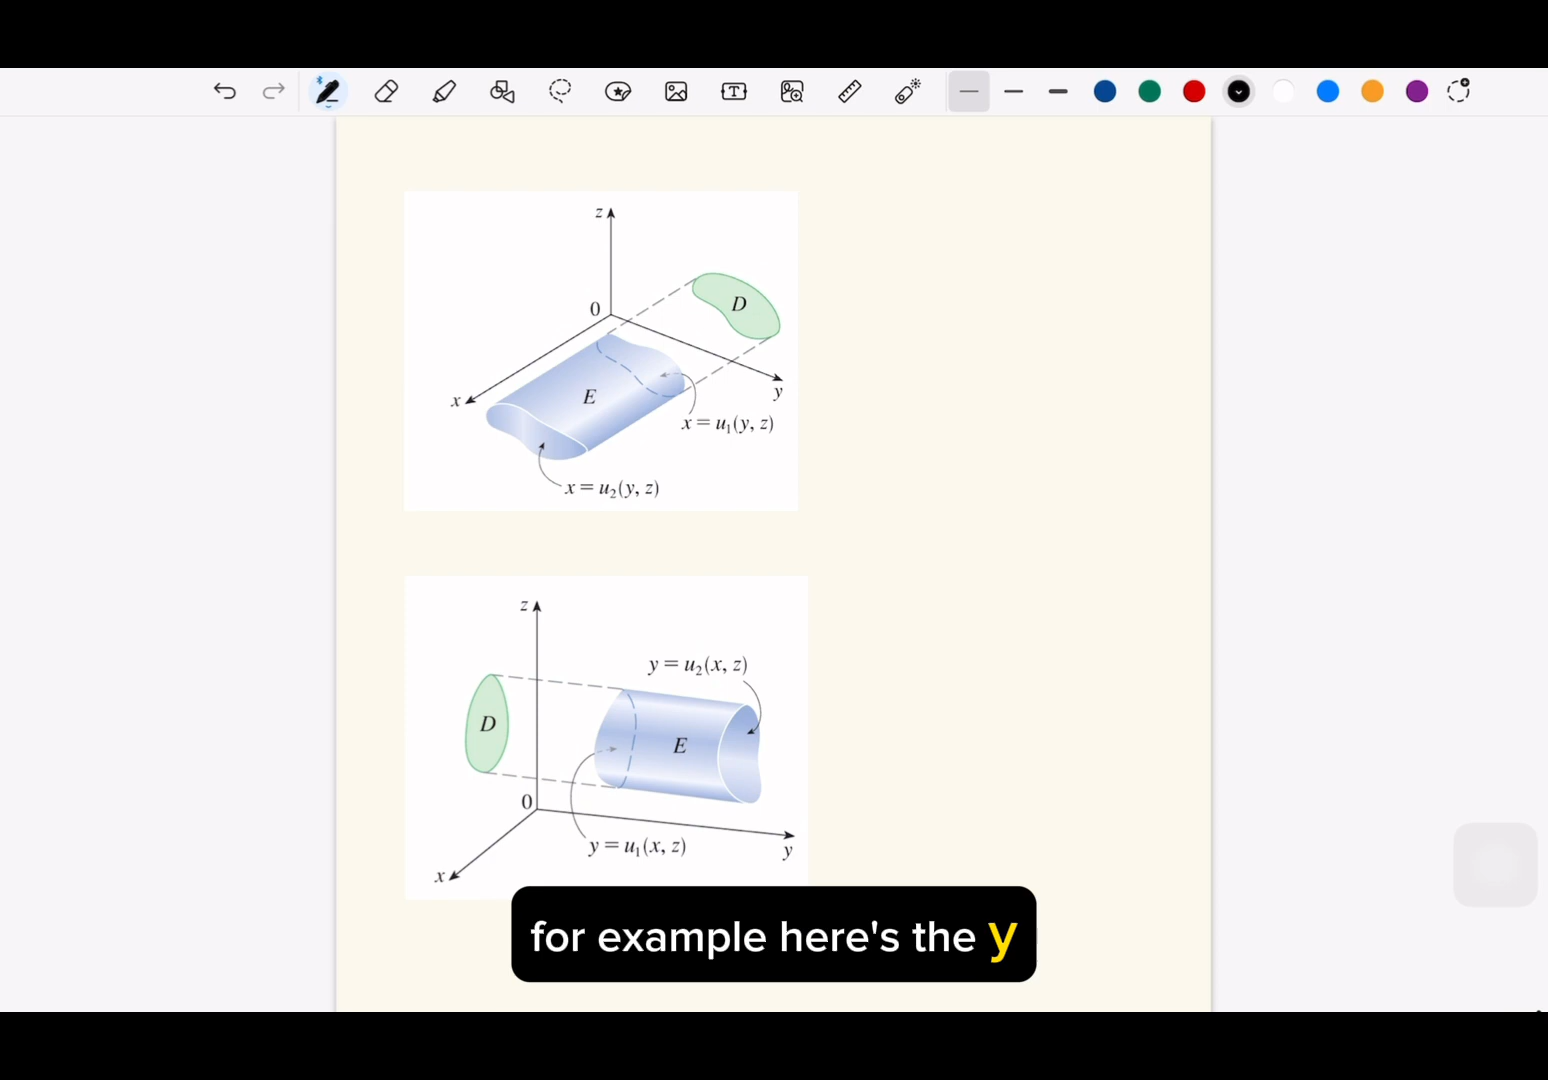 z
0
D
x
E
y
x = u₁(y, z)
x = u₂(y, z)
z
y = u₂(x, z)
D
E
0
y = u₁(x, z)
y
x
for example here's the y